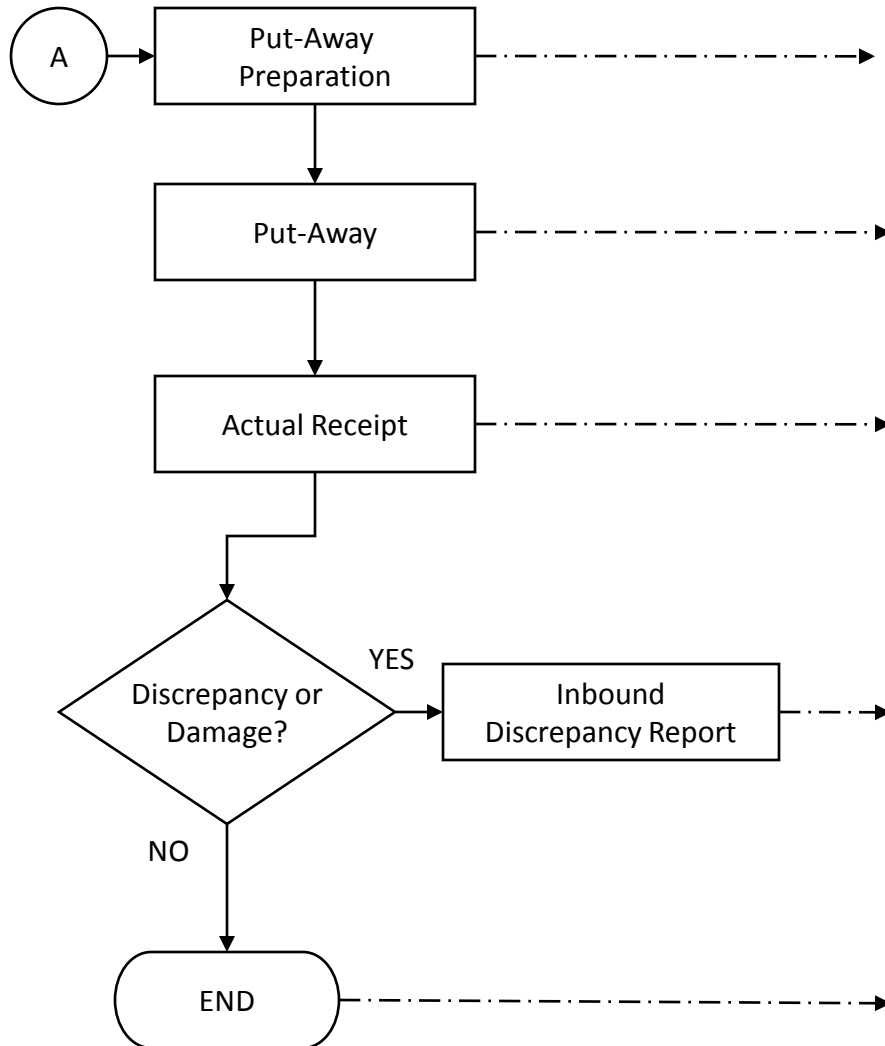 A
Put-Away
Preparation
Put-Away
Actual Receipt
Discrepancy or
Damage?
YES
Inbound
Discrepancy Report
NO
END